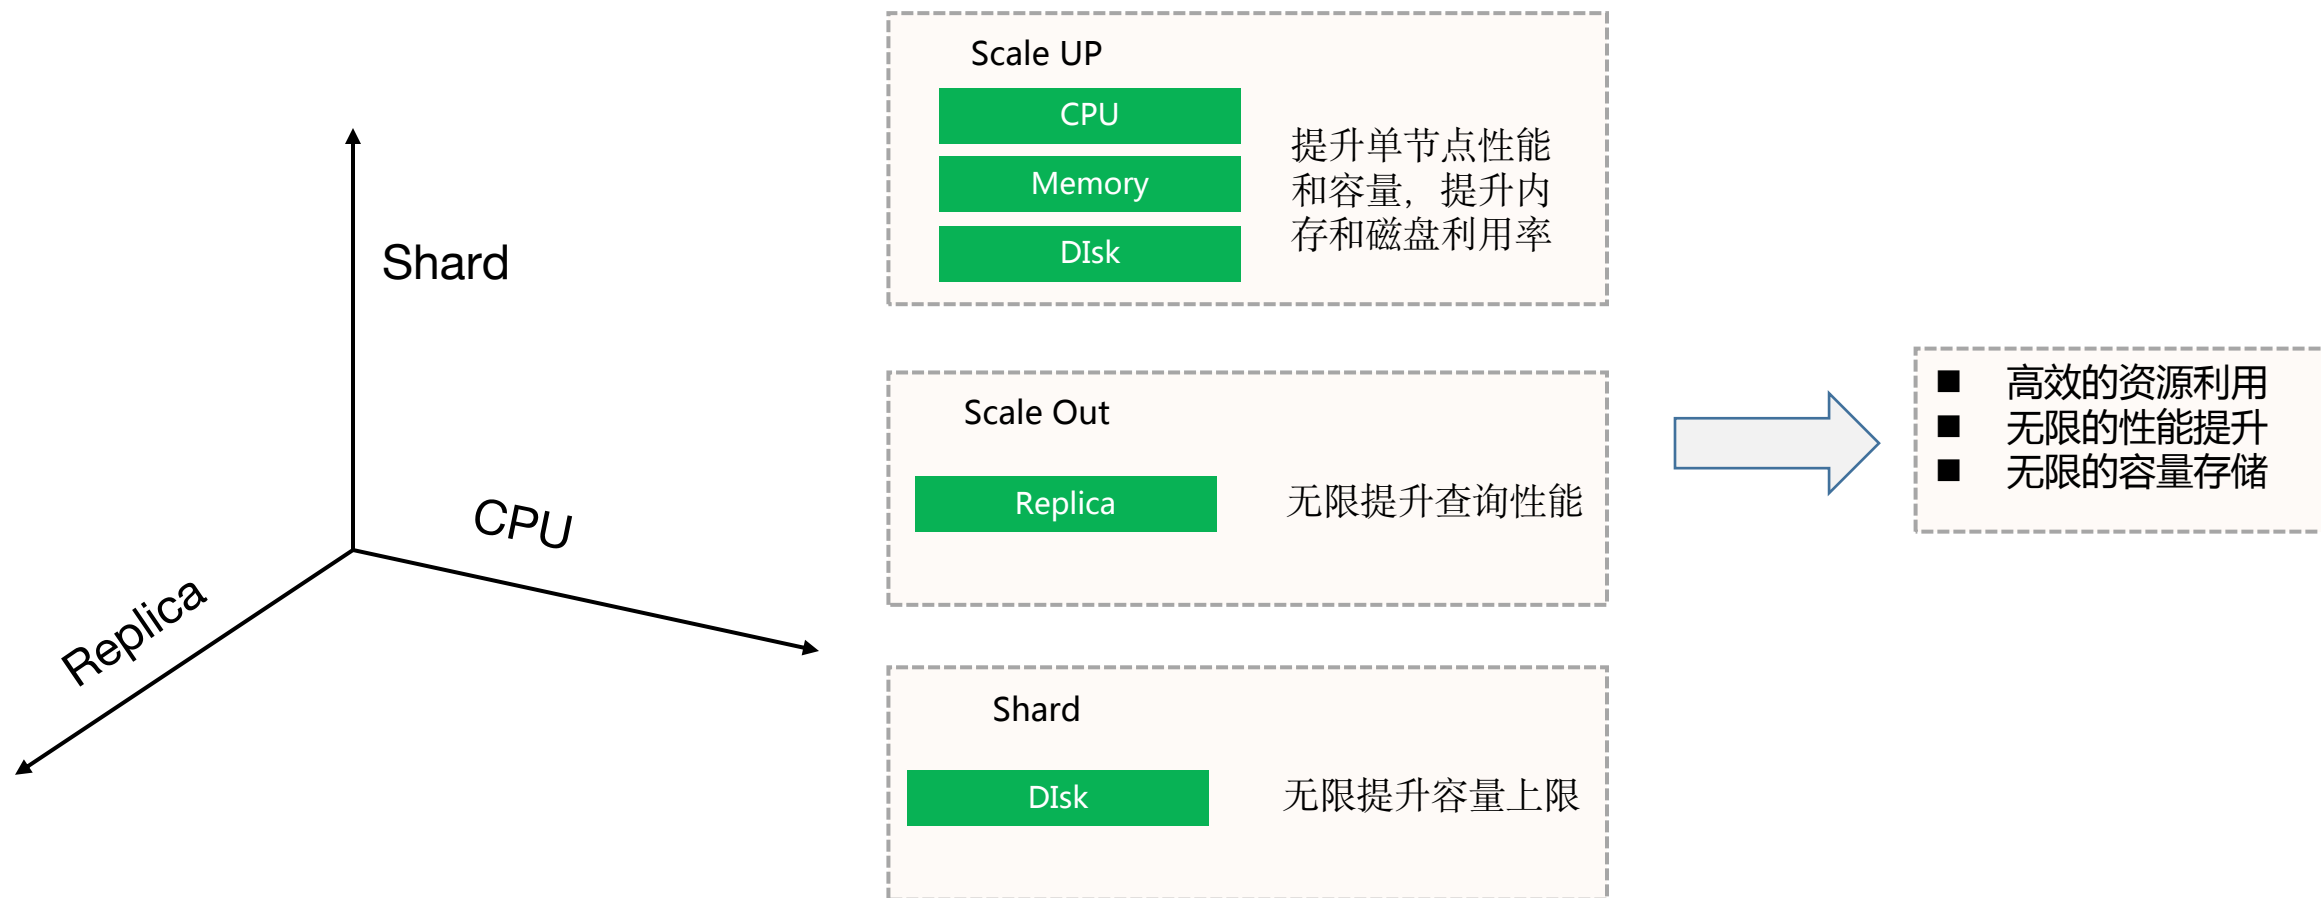 Shard
CPU
Replica
Scale UP
CPU
Memory
DIsk
提升单节点性能
和容量，提升内
存和磁盘利用率
Scale Out
Replica
无限提升查询性能
Shard
DIsk
无限提升容量上限
■ 高效的资源利用
■ 无限的性能提升
■ 无限的容量存储